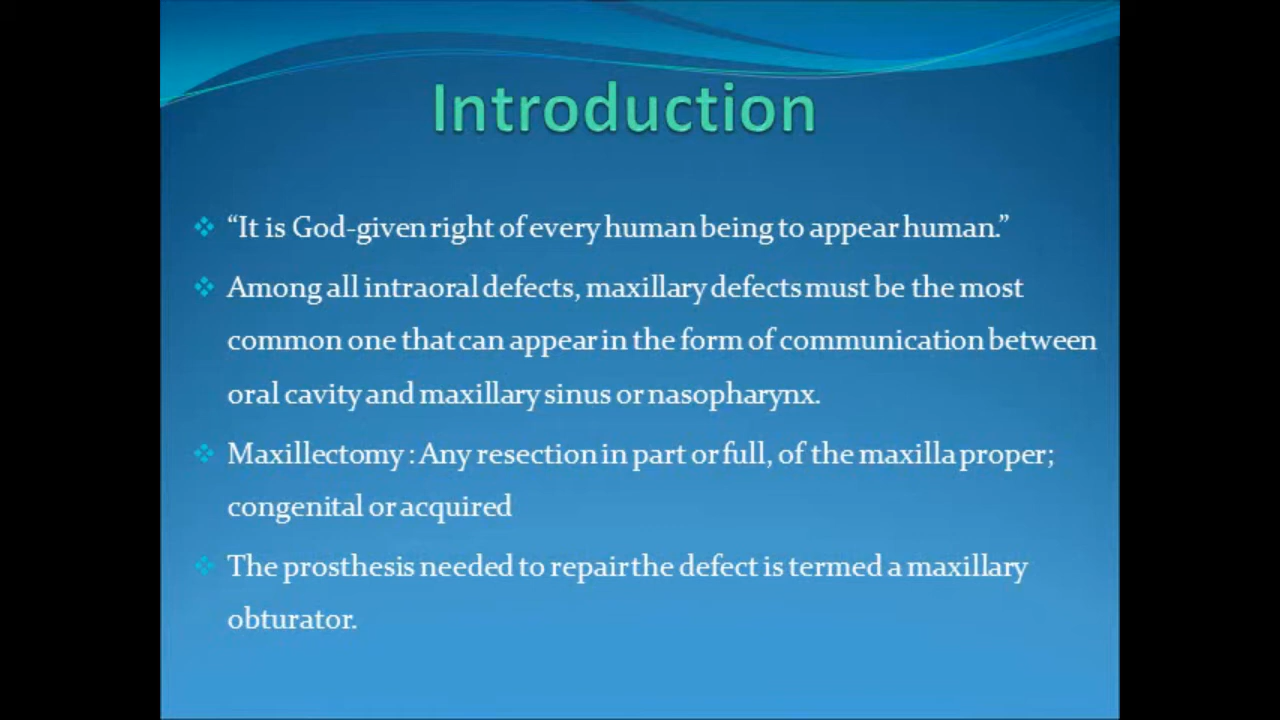 Introduction
“It is God-given right of every human being to appear human.”
Among all intraoral defects, maxillary defects must be the most
common one that can appear in the form of communication between
oral cavity and maxillary sinus or nasopharynx.
Maxillectomy : Any resection in part or full, of the maxilla proper;
congenital or acquired
The prosthesis needed to repair the defect is termed a maxillary
obturator.